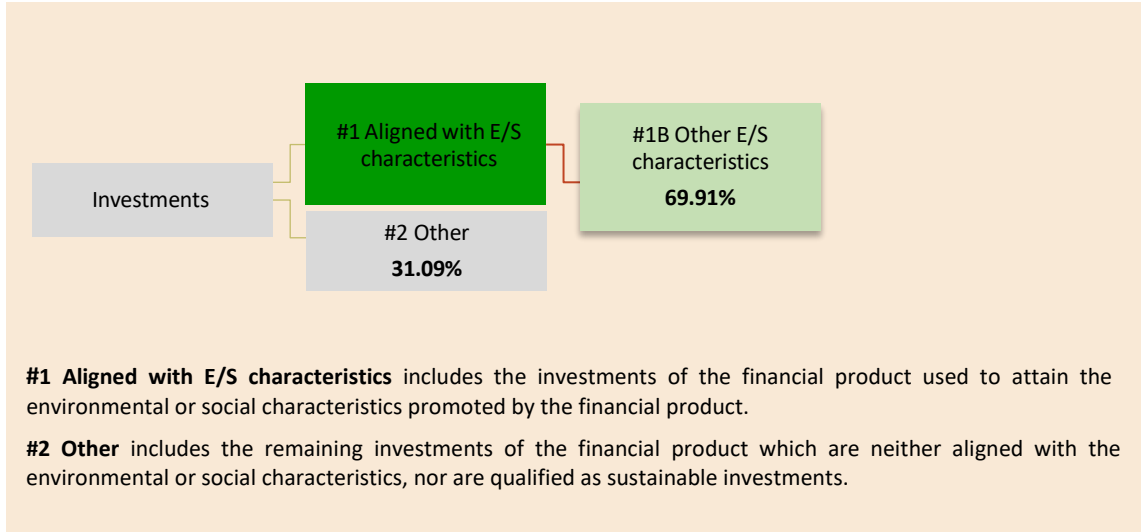 #1 Aligned with E/S
characteristics
#1B Other E/S
characteristics
69.91%
Investments
#2 Other
31.09%
#1 Aligned with E/S characteristics includes the investments of the financial product used to attain the
environmental or social characteristics promoted by the financial product.
#2 Other includes the remaining investments of the financial product which are neither aligned with the
environmental or social characteristics, nor are qualified as sustainable investments.